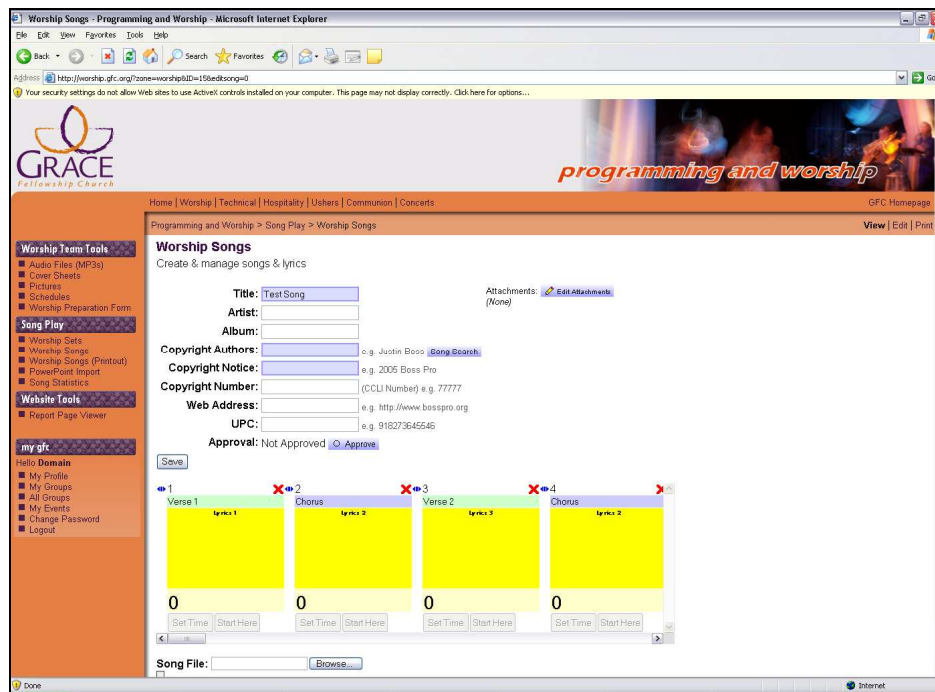 Worship Songs - Programming and Worship - Microsoft Internet Explorer
File Edit View Favorites Tools Help
Back Search Favorites
Address http://worship.gfc.org/?zone=worship&ID=15&editsong=0 Go
Your security settings do not allow Web sites to use ActiveX controls installed on your computer. This page may not display correctly. Click here for options...
GRACE
Fellowship Church
programming and worship
Home | Worship | Technical | Hospitality | Ushers | Communion | Concerts GFC Homepage
Programming and Worship > Song Play > Worship Songs View | Edit | Print
Worship Team Tools
Audio Files (MP3s)
Cover Sheets
Pictures
Schedules
Worship Preparation Form
Song Play
Worship Sets
Worship Songs
Worship Songs (Printout)
PowerPoint Import
Song Statistics
Website Tools
Report Page Viewer
my gfc
Hello Domain
My Profile
My Groups
All Groups
My Events
Change Password
Logout
Worship Songs
Create & manage songs & lyrics
Title: Test Song Attachments: Edit Attachments
(None)
Artist:
Album:
Copyright Authors: e.g. Justin Boss Song Search
Copyright Notice: e.g. 2005 Boss Pro
Copyright Number: (CCLI Number) e.g. 77777
Web Address: e.g. http://www.bosspro.org
UPC: e.g. 918273645546
Approval: Not Approved Approve
Save
1 2 3 4
Verse 1 Chorus Verse 2 Chorus
Lyrics 1 Lyrics 2 Lyrics 3 Lyrics 2
0 0 0 0
Set Time Start Here Set Time Start Here Set Time Start Here Set Time Start Here
Song File: Browse...
Done Internet